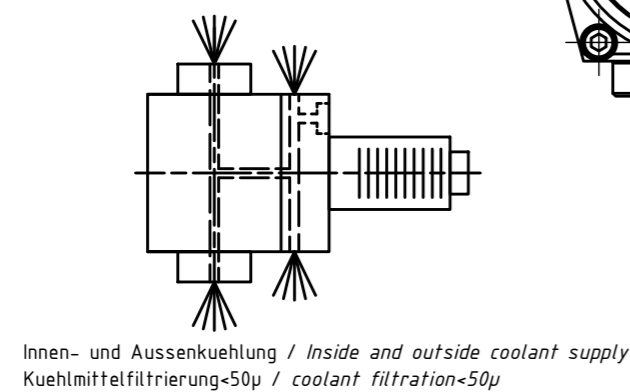 Innen- und Aussenkuehlung / Inside and outside coolant supply
Kuehlmittelfiltrierung<50µ / coolant filtration<50µ